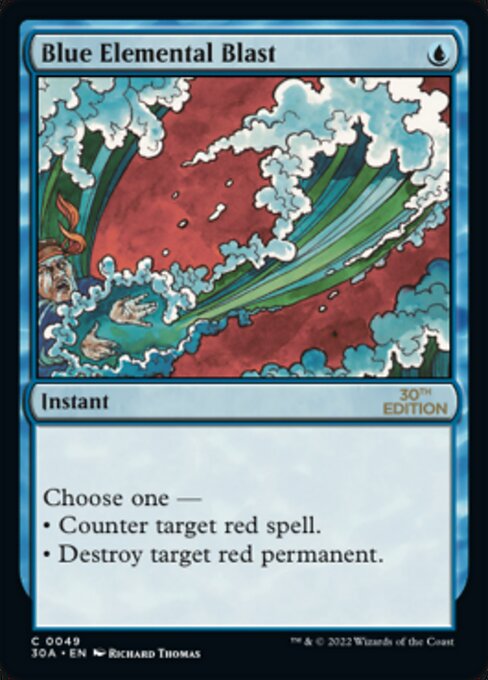 Blue Elemental Blast
Instant
30TH
EDITION
Choose one —
• Counter target red spell.
• Destroy target red permanent.
C 0049
30A • EN Richard Thomas
™ & © 2022 Wizards of the Coast